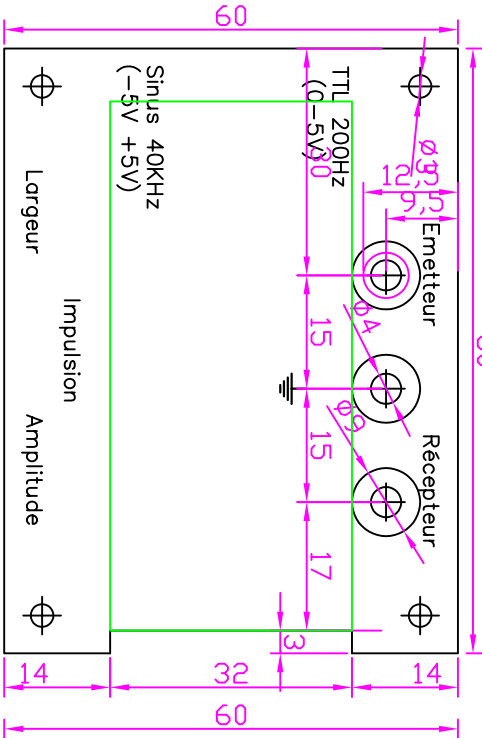 60
TTL 200Hz
(0-5V)
Sinus 40KHz
(-5V +5V)
30
Ø3
12,5
9,5
Emetteur
Largeur
Impulsion
Amplitude
Ø4
15
Ø9
15
Récepteur
17
3
14
32
14
60